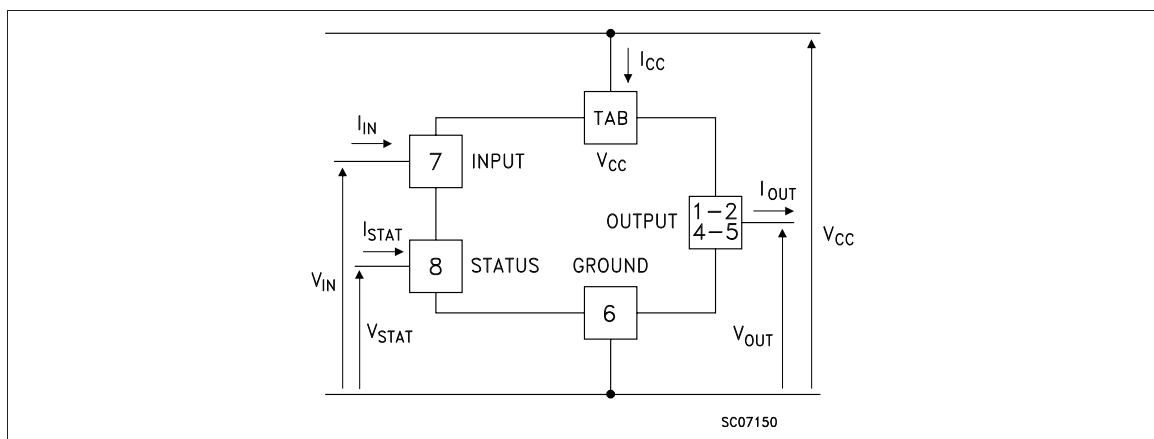 I_CC
TAB
V_CC
I_IN
7
INPUT
I_OUT
OUTPUT
1–2
4–5
V_CC
I_STAT
8
STATUS
GROUND
6
V_IN
V_STAT
V_OUT
SC07150